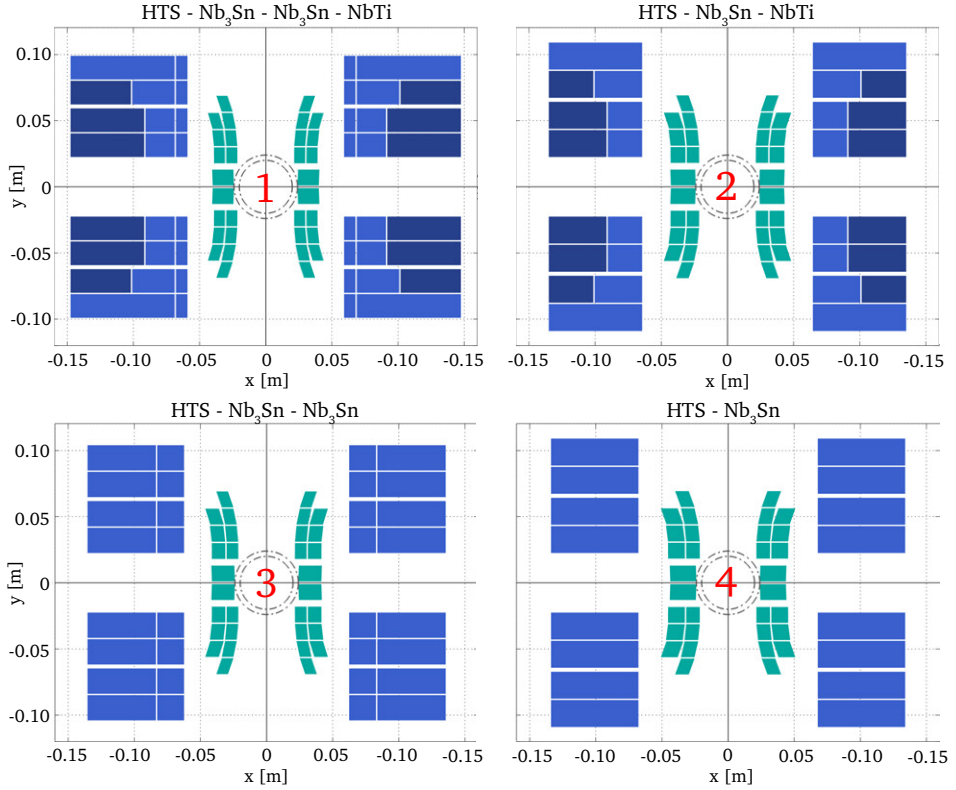 HTS - Nb₃Sn - Nb₃Sn - NbTi
HTS - Nb₃Sn - NbTi
0.10
0.05
0
-0.05
-0.10
y [m]
1
2
-0.15 -0.10 -0.05 0 -0.05 -0.10 -0.15
x [m]
-0.15 -0.10 -0.05 0 0.05 -0.10 -0.15
x [m]
HTS - Nb₃Sn - Nb₃Sn
HTS - Nb₃Sn
0.10
0.05
0
-0.05
-0.10
y [m]
3
4
-0.15 -0.10 -0.05 0 0.05 -0.10 -0.15
x [m]
-0.15 -0.10 -0.05 0 0.05 -0.10 -0.15
x [m]